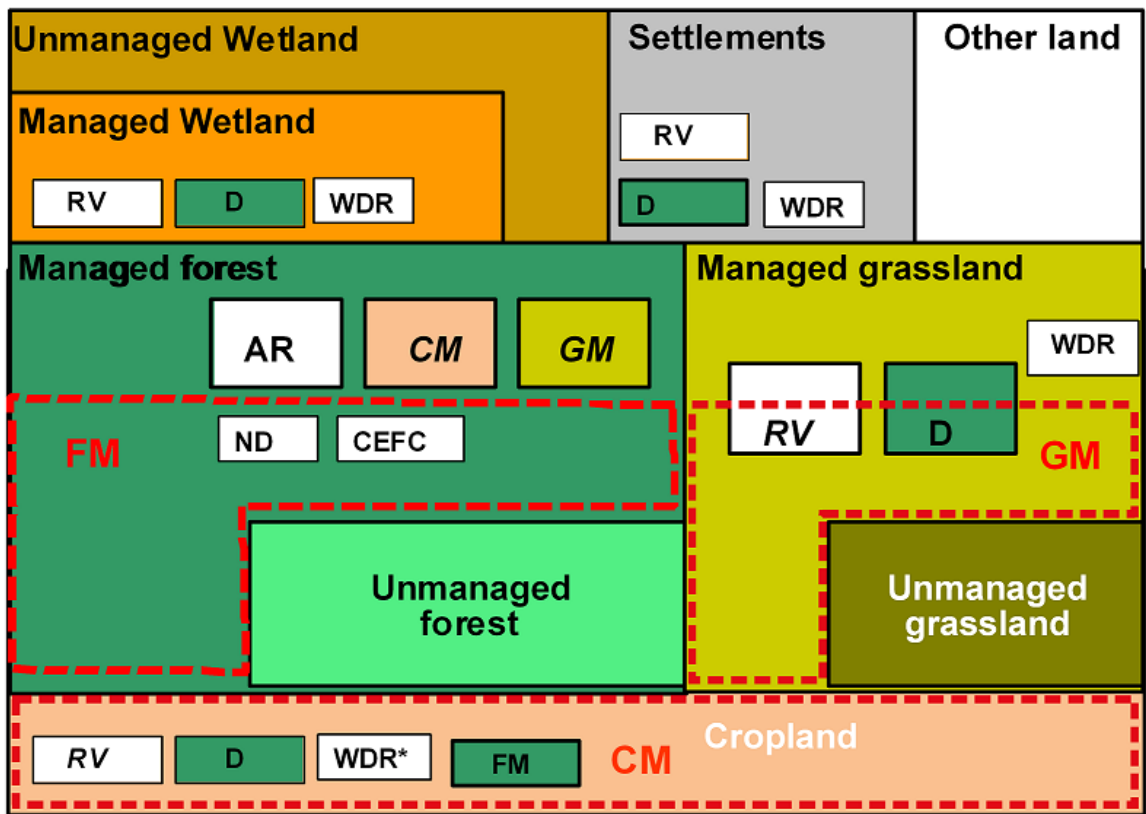 Unmanaged Wetland
Settlements
Other land
Managed Wetland
RV
RV
D
WDR
D
WDR
Managed forest
Managed grassland
AR
CM
GM
WDR
RV
D
FM
ND
CEFC
GM
Unmanaged
forest
Unmanaged
grassland
Cropland
RV
D
WDR*
FM
CM